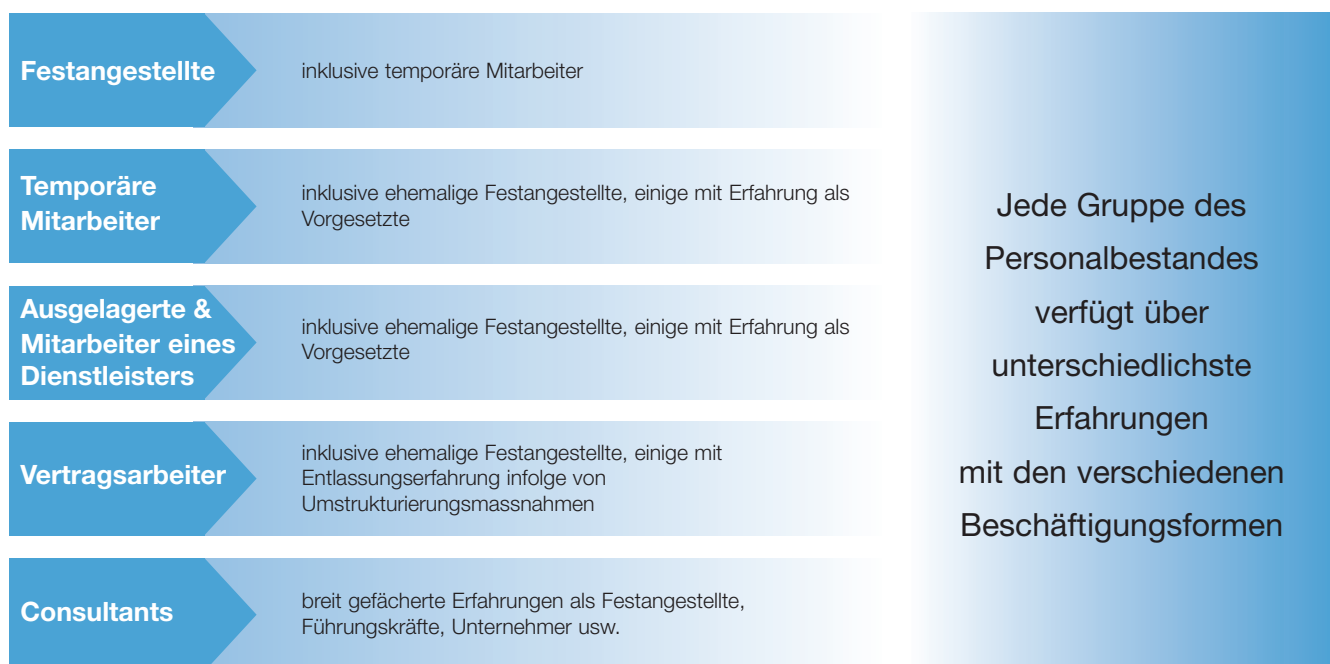 Festangestellte
inklusive temporäre Mitarbeiter
Temporäre
Mitarbeiter
inklusive ehemalige Festangestellte, einige mit Erfahrung als
Vorgesetzte
Ausgelagerte &
Mitarbeiter eines
Dienstleisters
inklusive ehemalige Festangestellte, einige mit Erfahrung als
Vorgesetzte
Vertragsarbeiter
inklusive ehemalige Festangestellte, einige mit
Entlassungserfahrung infolge von
Umstrukturierungsmassnahmen
Consultants
breit gefächerte Erfahrungen als Festangestellte,
Führungskräfte, Unternehmer usw.
Jede Gruppe des
Personalbestandes
verfügt über
unterschiedlichste
Erfahrungen
mit den verschiedenen
Beschäftigungsformen